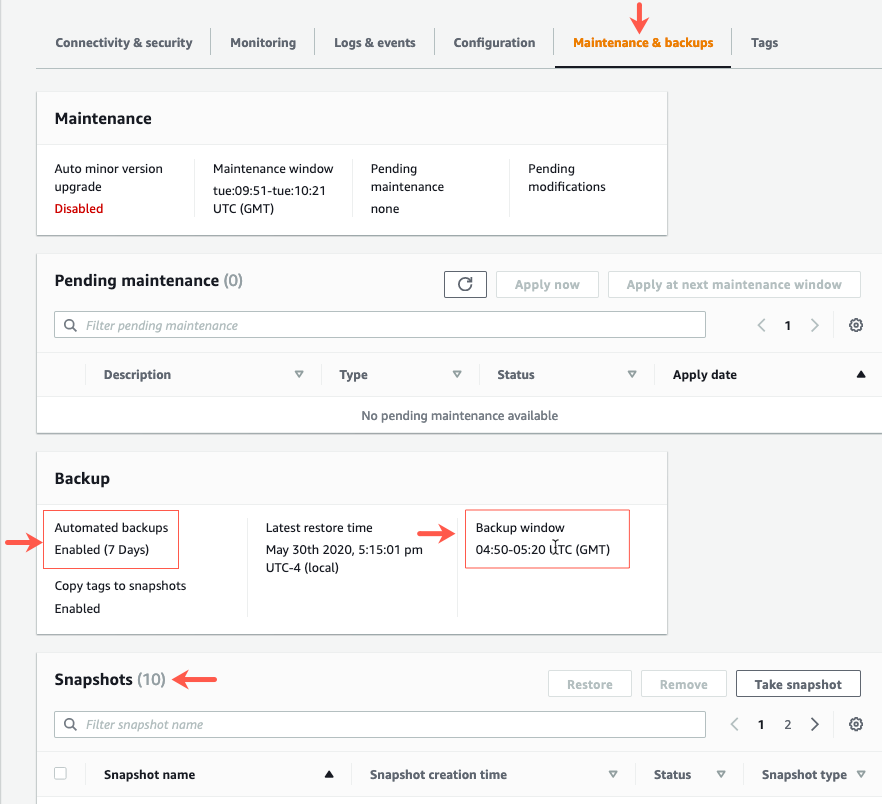 Connectivity & security
Monitoring
Logs & events
Configuration
Maintenance & backups
Tags
Maintenance
Auto minor version
upgrade
Disabled
Maintenance window
tue:09:51-tue:10:21
UTC (GMT)
Pending
maintenance
none
Pending
modifications
Pending maintenance (0)
Apply now
Apply at next maintenance window
Filter pending maintenance
1
Description
Type
Status
Apply date
No pending maintenance available
Backup
Automated backups
Enabled (7 Days)
Copy tags to snapshots
Enabled
Latest restore time
May 30th 2020, 5:15:01 pm
UTC-4 (local)
Backup window
04:50-05:20 UTC (GMT)
Snapshots (10)
Restore
Remove
Take snapshot
Filter snapshot name
1
2
Snapshot name
Snapshot creation time
Status
Snapshot type